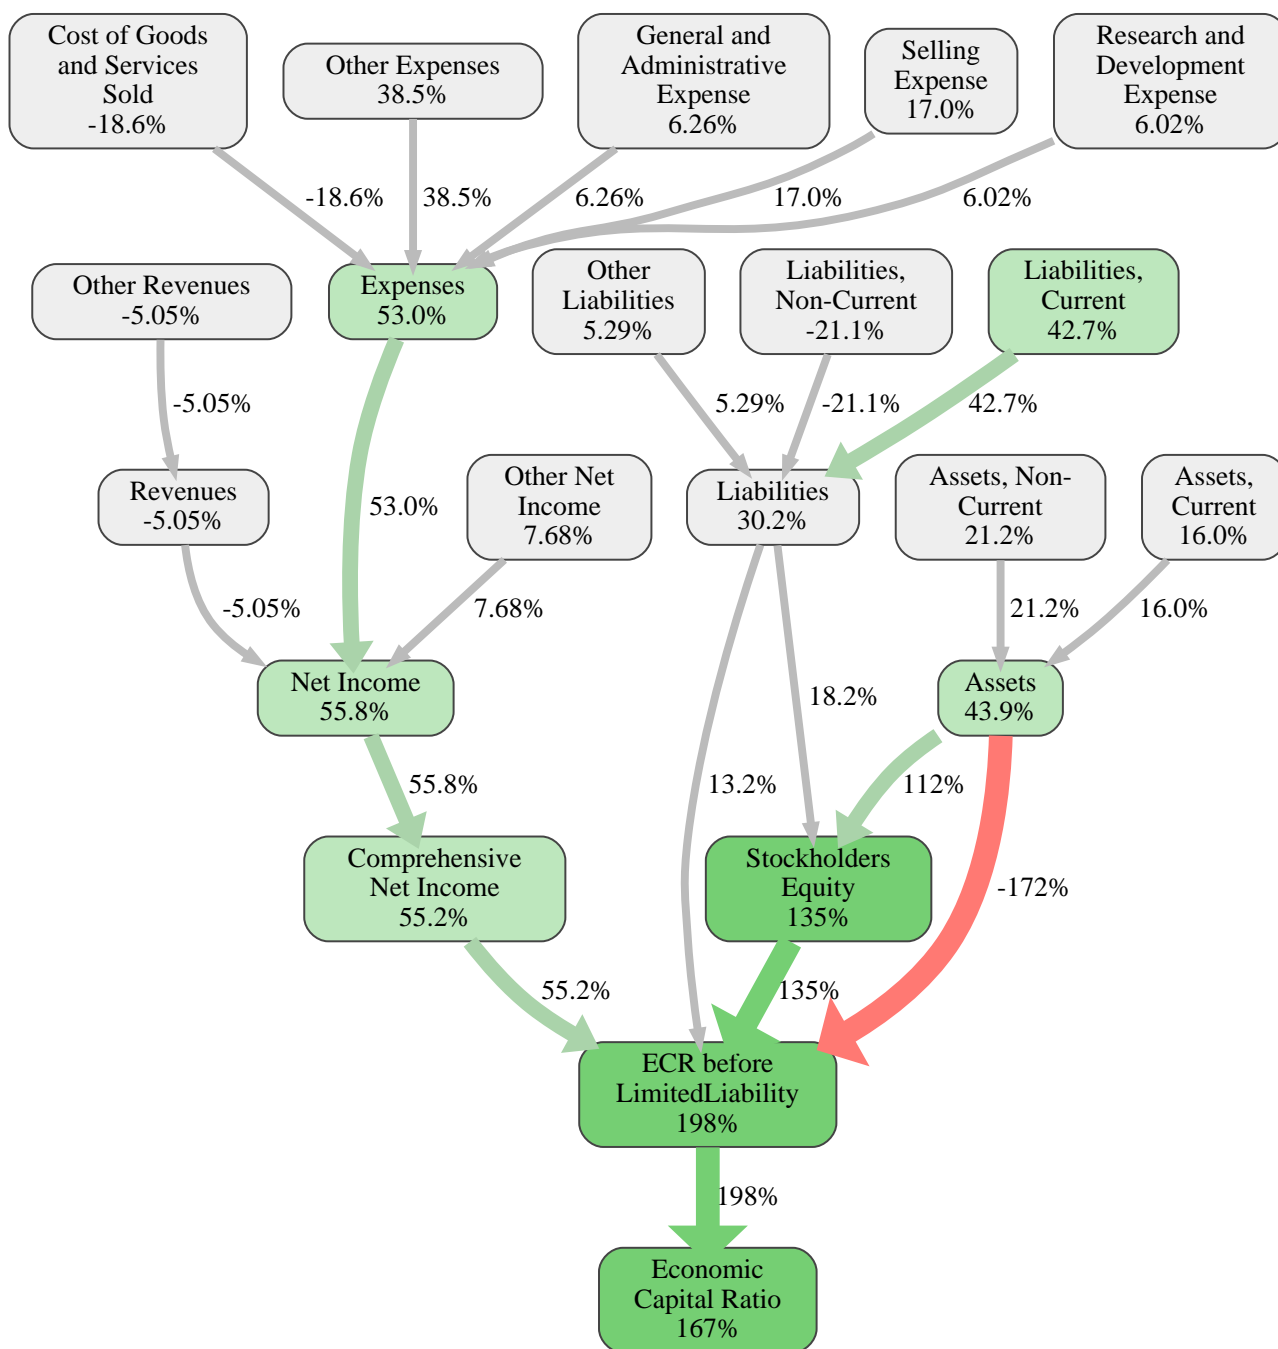 Cost of Goods
and Services
Sold
-18.6%
Other Expenses
38.5%
General and
Administrative
Expense
6.26%
Selling
Expense
17.0%
Research and
Development
Expense
6.02%
-18.6%
38.5%
6.26%
17.0%
6.02%
Other Revenues
-5.05%
Expenses
53.0%
Other
Liabilities
5.29%
Liabilities,
Non-Current
-21.1%
Liabilities,
Current
42.7%
-5.05%
5.29%
-21.1%
42.7%
Revenues
-5.05%
53.0%
Other Net
Income
7.68%
Liabilities
30.2%
Assets, Non-
Current
21.2%
Assets,
Current
16.0%
-5.05%
7.68%
21.2%
16.0%
Net Income
55.8%
18.2%
Assets
43.9%
55.8%
13.2%
112%
Comprehensive
Net Income
55.2%
Stockholders
Equity
135%
-172%
55.2%
135%
ECR before
LimitedLiability
198%
198%
Economic
Capital Ratio
167%